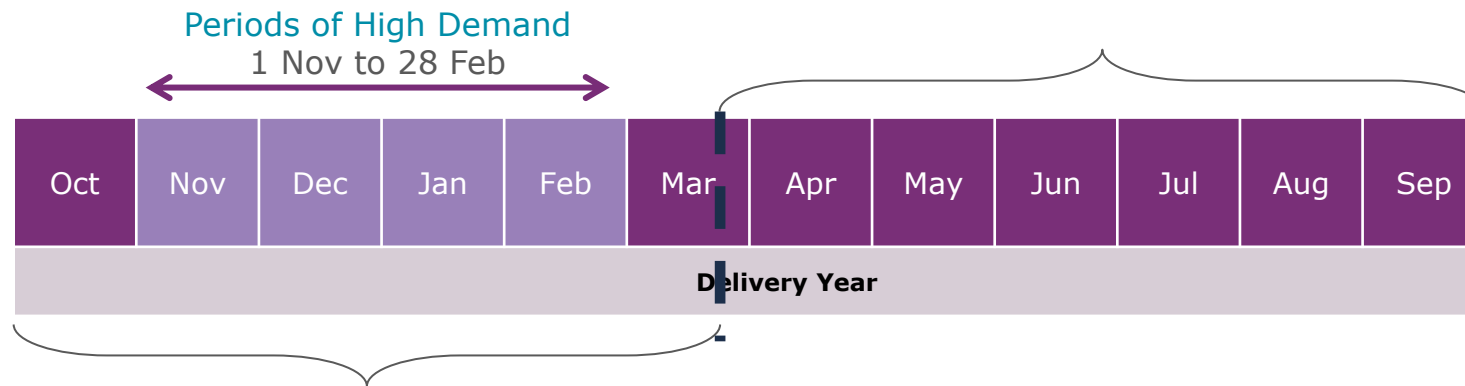 Periods of High Demand
1 Nov to 28 Feb
Oct Nov Dec Jan Feb Mar Apr May Jun Jul Aug Sep
Delivery Year